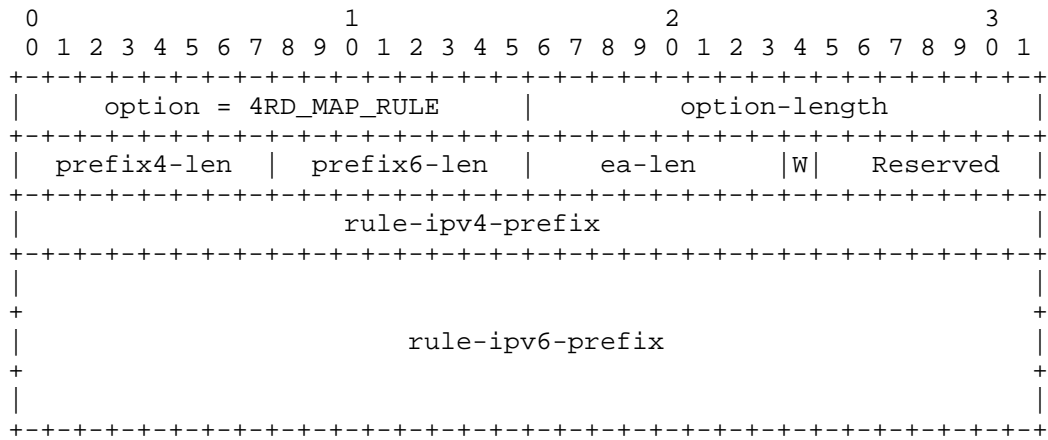 0                   1                   2                   3
 0 1 2 3 4 5 6 7 8 9 0 1 2 3 4 5 6 7 8 9 0 1 2 3 4 5 6 7 8 9 0 1
+-+-+-+-+-+-+-+-+-+-+-+-+-+-+-+-+-+-+-+-+-+-+-+-+-+-+-+-+-+-+-+-+
|     option = 4RD_MAP_RULE     |         option-length         |
+-+-+-+-+-+-+-+-+-+-+-+-+-+-+-+-+-+-+-+-+-+-+-+-+-+-+-+-+-+-+-+-+
|  prefix4-len  |  prefix6-len  |    ea-len     |W|   Reserved  |
+-+-+-+-+-+-+-+-+-+-+-+-+-+-+-+-+-+-+-+-+-+-+-+-+-+-+-+-+-+-+-+-+
|                    rule-ipv4-prefix                           |
+-+-+-+-+-+-+-+-+-+-+-+-+-+-+-+-+-+-+-+-+-+-+-+-+-+-+-+-+-+-+-+-+
|                                                               |
+                                                               +
|                        rule-ipv6-prefix                       |
+                                                               +
|                                                               |
+-+-+-+-+-+-+-+-+-+-+-+-+-+-+-+-+-+-+-+-+-+-+-+-+-+-+-+-+-+-+-+-+